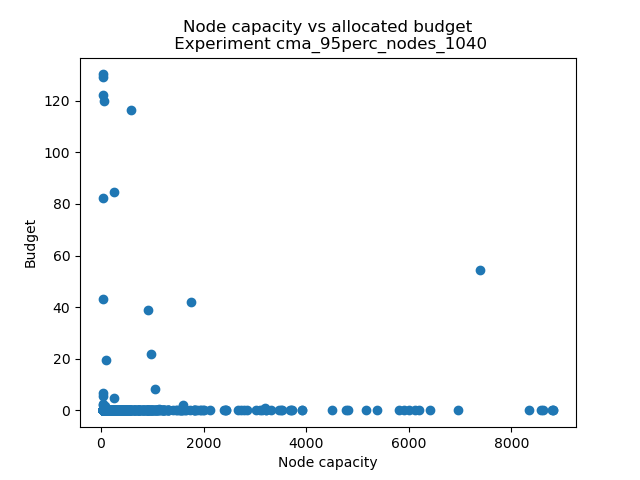 Node capacity vs allocated budget
Experiment cma_95perc_nodes_1040
120
100
80
60
40
20
0
Budget
0 2000 4000 6000 8000
Node capacity